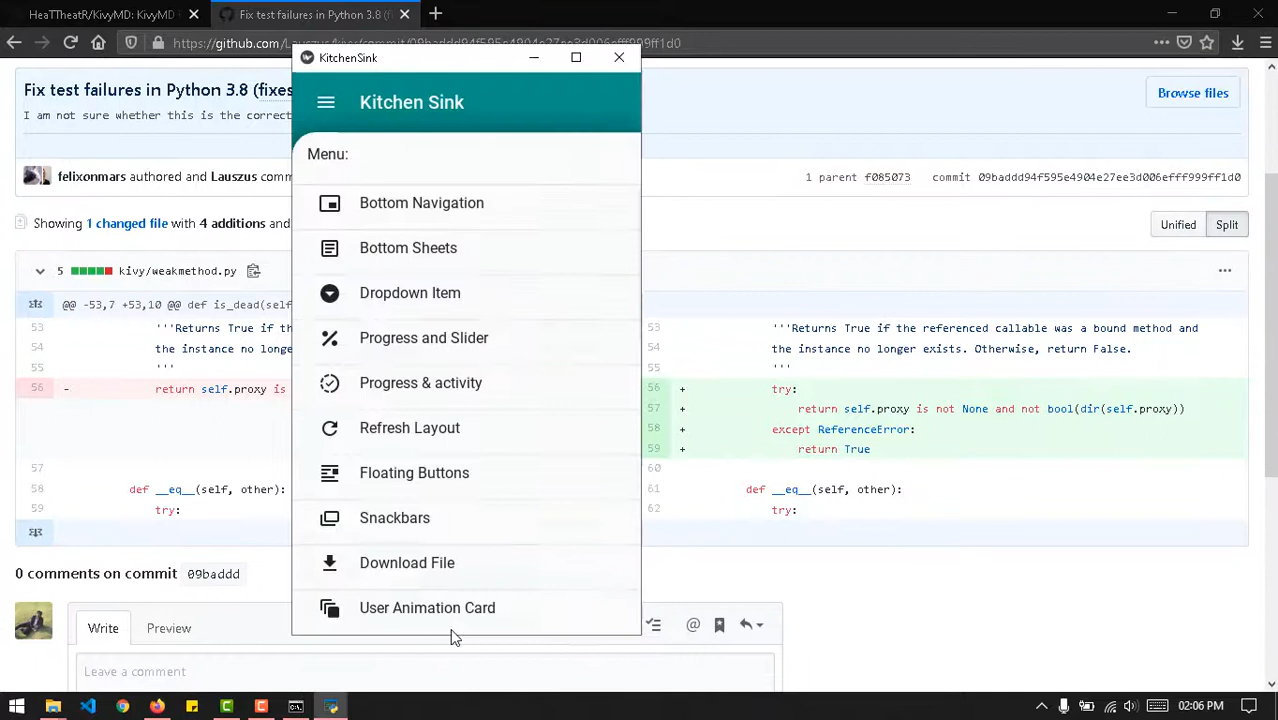 HeaTTheatR/KivyMD: KivyMD
Fix test failures in Python 3.8 (f
https://github.com/Lauszus/kivy/commit/09baddd94f595e4904e27ee3d006efff999ff1d0
KitchenSink
Kitchen Sink
Menu:
Bottom Navigation
Bottom Sheets
Dropdown Item
Progress and Slider
Progress & activity
Refresh Layout
Floating Buttons
Snackbars
Download File
User Animation Card
Fix test failures in Python 3.8 (fixes
Browse files
I am not sure whether this is the correct
felixonmars authored and Lauszus comm
1 parent f085073 commit 09baddd94f595e4904e27ee3d006efff999ff1d0
Showing 1 changed file with 4 additions and
Unified Split
5 kivy/weakmethod.py
@@ -53,7 +53,10 @@ def is_dead(self
53 '''Returns True if th
54 the instance no longe
55 '''
56 - return self.proxy is
57
58 def __eq__(self, other):
59 try:
53 '''Returns True if the referenced callable was a bound method and
54 the instance no longer exists. Otherwise, return False.
55 '''
56 + try:
57 + return self.proxy is not None and not bool(dir(self.proxy))
58 + except ReferenceError:
59 + return True
60
61 def __eq__(self, other):
62 try:
0 comments on commit 09baddd
Write Preview
Leave a comment
02:06 PM